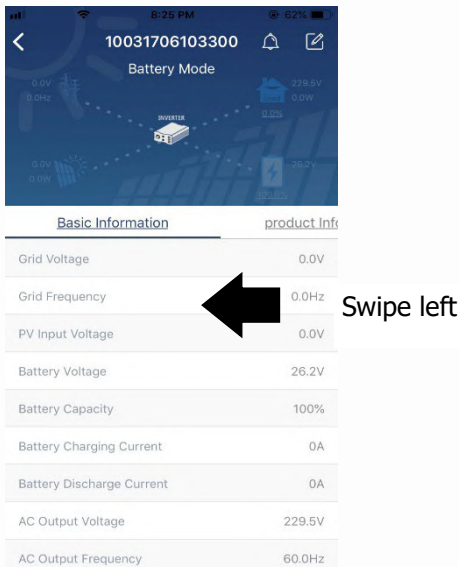 8:25 PM 62%
10031706103300
Battery Mode
0.0V 229.5V
0.0Hz 0.0W
0.0%
INVERTER
0.0V 26.2V
0.0W
100.0%
Basic Information product Info
Grid Voltage 0.0V
Grid Frequency 0.0Hz
Swipe left
PV Input Voltage 0.0V
Battery Voltage 26.2V
Battery Capacity 100%
Battery Charging Current 0A
Battery Discharge Current 0A
AC Output Voltage 229.5V
AC Output Frequency 60.0Hz